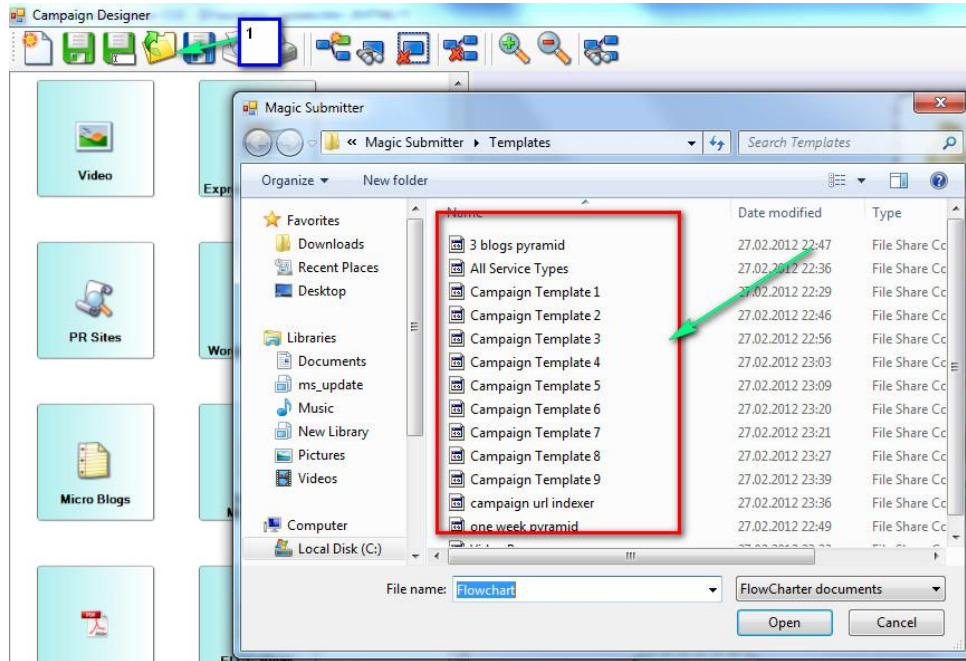 Campaign Designer
1
Video
PR Sites
Micro Blogs
Magic Submitter
« Magic Submitter Templates
Search Templates
Organize New folder
Name Date modified Type
Favorites
Downloads
Recent Places
Desktop
Libraries
Documents
ms_update
Music
New Library
Pictures
Videos
Computer
Local Disk (C:)
3 blogs pyramid 27.02.2012 22:47 File Share Cc
All Service Types 27.02.2012 22:36 File Share Cc
Campaign Template 1 27.02.2012 22:29 File Share Cc
Campaign Template 2 27.02.2012 22:46 File Share Cc
Campaign Template 3 27.02.2012 22:56 File Share Cc
Campaign Template 4 27.02.2012 23:03 File Share Cc
Campaign Template 5 27.02.2012 23:09 File Share Cc
Campaign Template 6 27.02.2012 23:20 File Share Cc
Campaign Template 7 27.02.2012 23:21 File Share Cc
Campaign Template 8 27.02.2012 23:27 File Share Cc
Campaign Template 9 27.02.2012 23:39 File Share Cc
campaign url indexer 27.02.2012 23:36 File Share Cc
one week pyramid 27.02.2012 22:49 File Share Cc
File name: Flowchart FlowCharter documents
Open Cancel